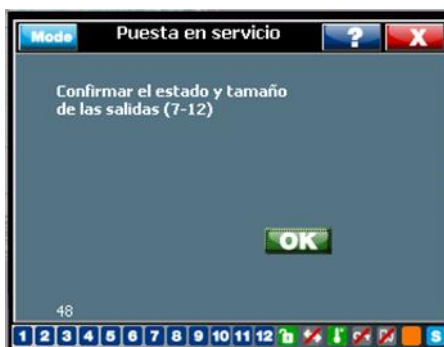 Mode Puesta en servicio ? X
Confirmar el estado y tamaño
de las salidas (7-12)
OK
48
1 2 3 4 5 6 7 8 9 10 11 12 S